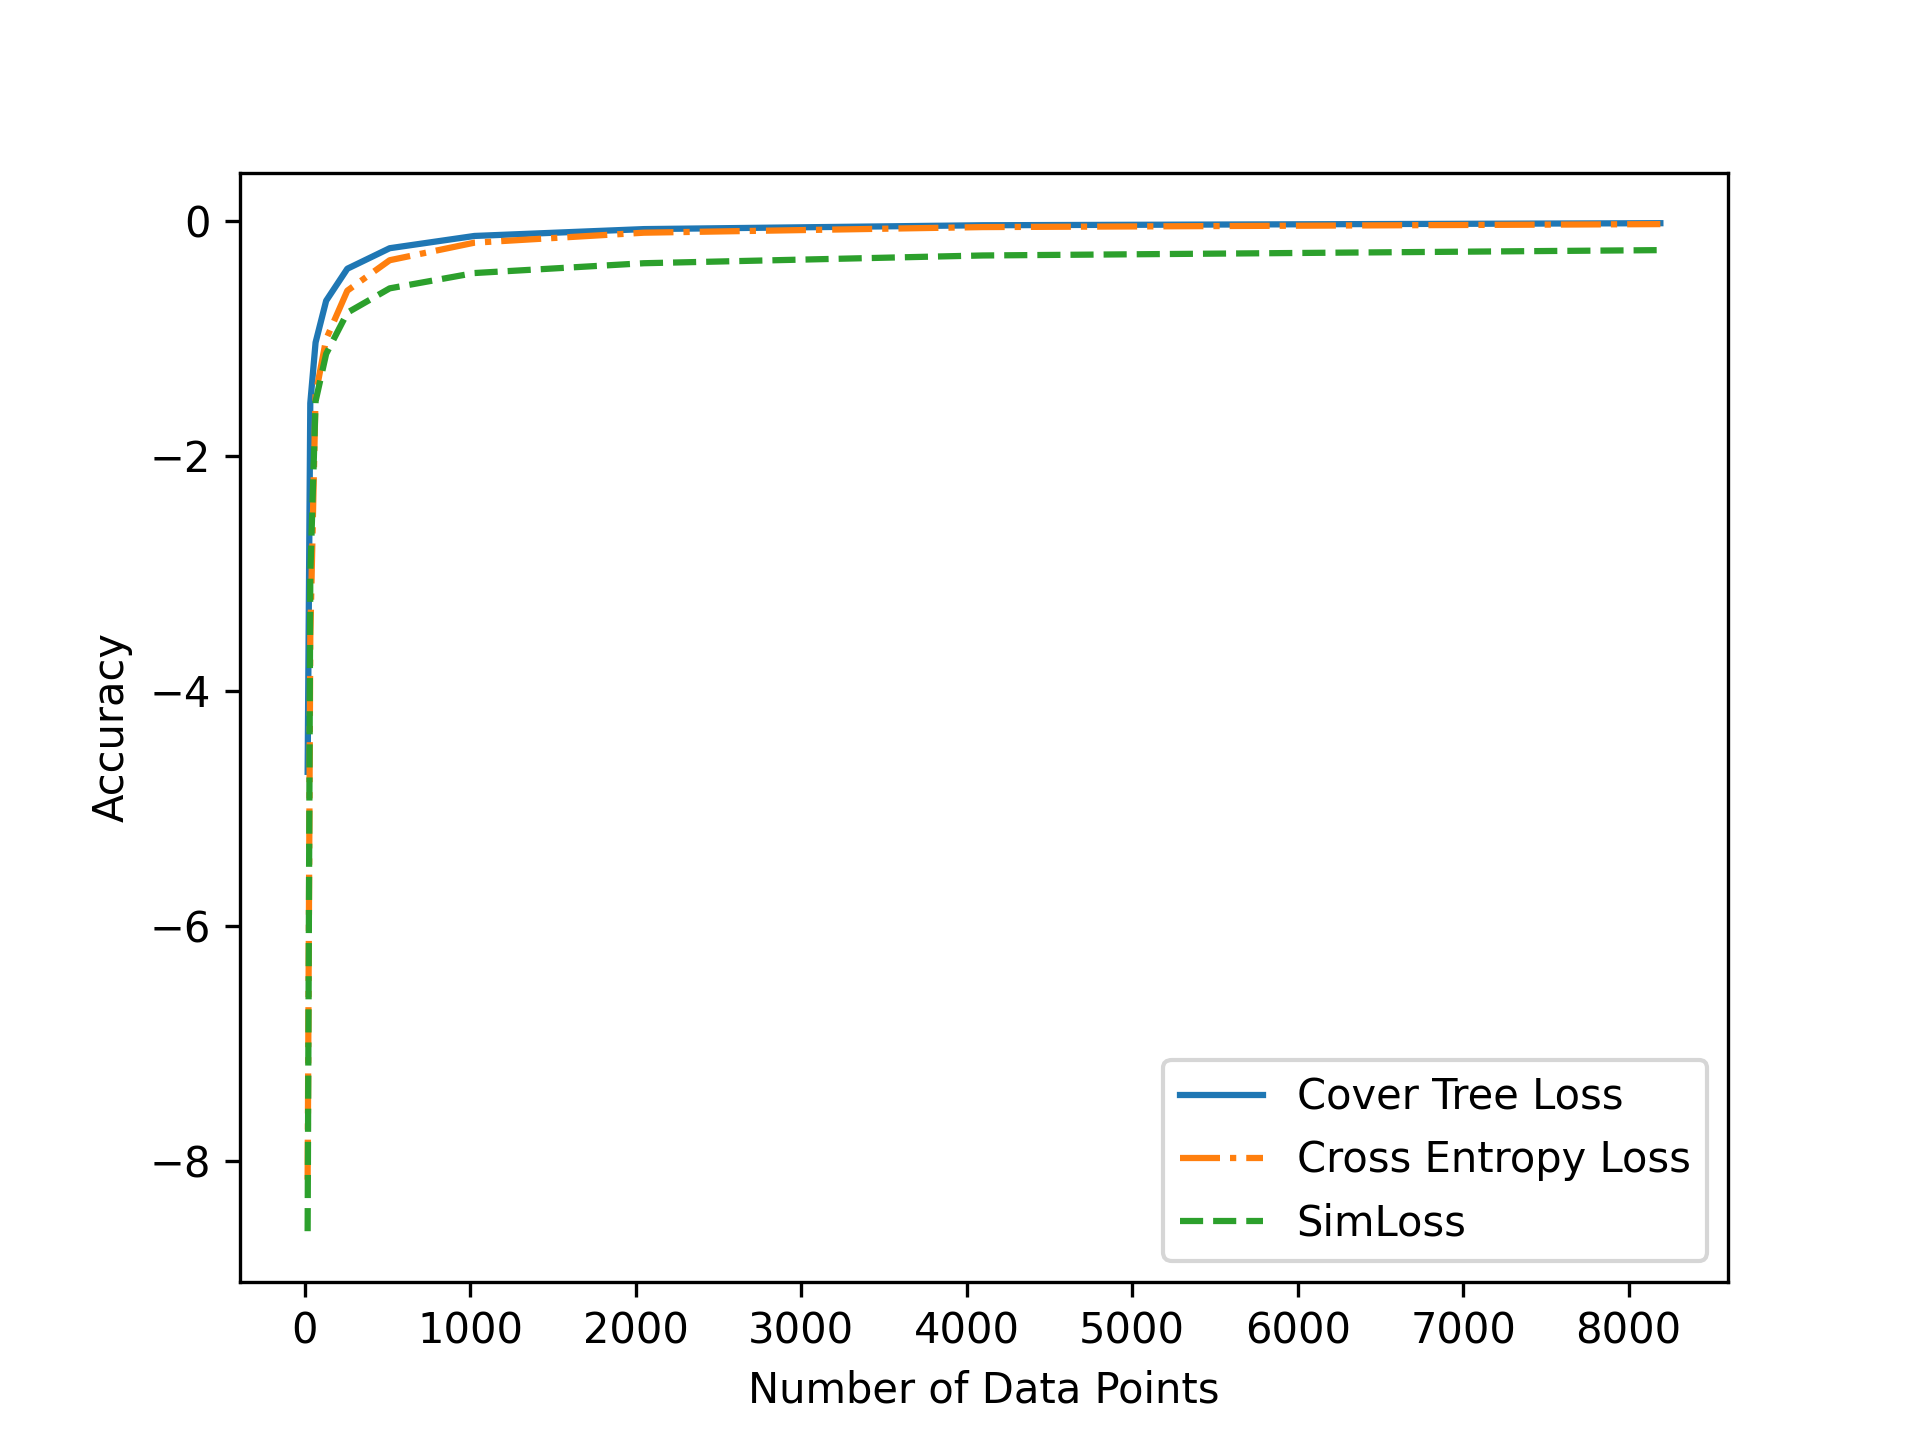 0
−2
−4
−6
−8
Accuracy
0 1000 2000 3000 4000 5000 6000 7000 8000
Number of Data Points
Cover Tree Loss
Cross Entropy Loss
SimLoss